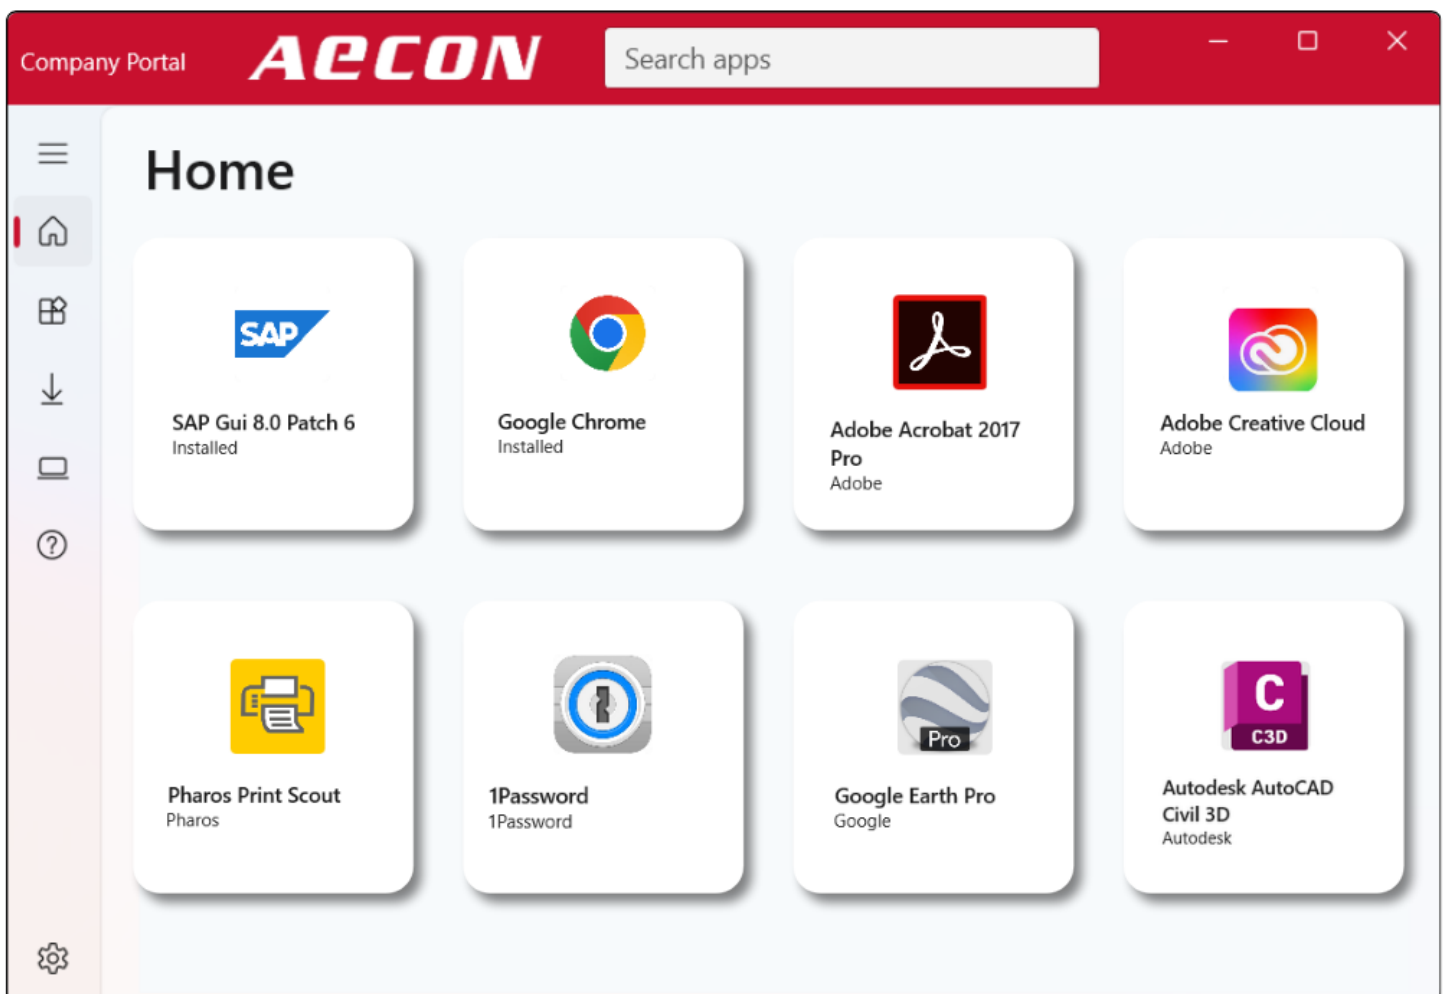 Company Portal
AECON
Search apps
Home
SAP
SAP Gui 8.0 Patch 6
Installed
Google Chrome
Installed
Adobe Acrobat 2017
Pro
Adobe
Adobe Creative Cloud
Adobe
Pharos Print Scout
Pharos
1Password
1Password
Pro
Google Earth Pro
Google
C
C3D
Autodesk AutoCAD
Civil 3D
Autodesk